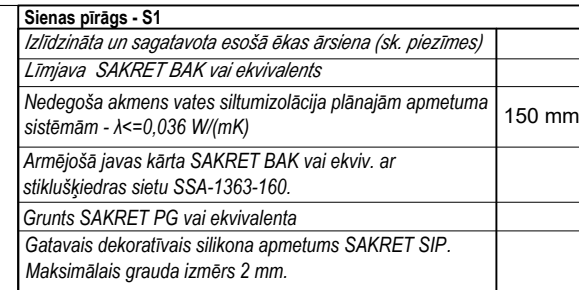 Sienas pīrāgs - S1
Izlīdzināta un sagatavota esošā ēkas ārsiena (sk. piezīmes)
Līmjava SAKRET BAK vai ekvivalents
Nedegoša akmens vates siltumizolācija plānajām apmetuma
sistēmām - λ<=0,036 W/(mK)
150 mm
Armējošā javas kārta SAKRET BAK vai ekviv. ar
stiklušķiedras sietu SSA-1363-160.
Grunts SAKRET PG vai ekvivalenta
Gatavais dekoratīvais silikona apmetums SAKRET SIP.
Maksimālais grauda izmērs 2 mm.